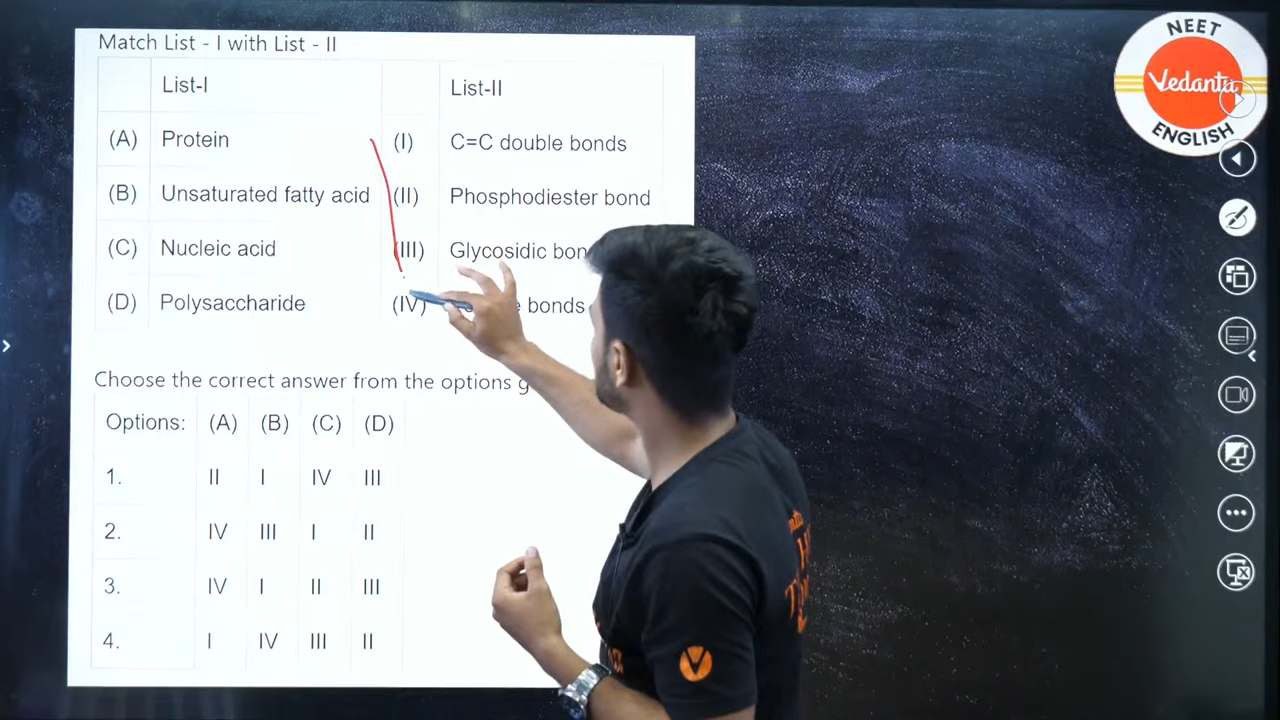 Match List - I with List - II
List-I List-II
(A) Protein (I) C=C double bonds
(B) Unsaturated fatty acid (II) Phosphodiester bond
(C) Nucleic acid (III) Glycosidic
(D) Polysaccharide (IV) bonds
Choose the correct answer from the options
Options: (A) (B) (C) (D)
1. II I IV III
2. IV III I II
3. IV I II III
4. I IV III II
NEET
Vedantu
ENGLISH